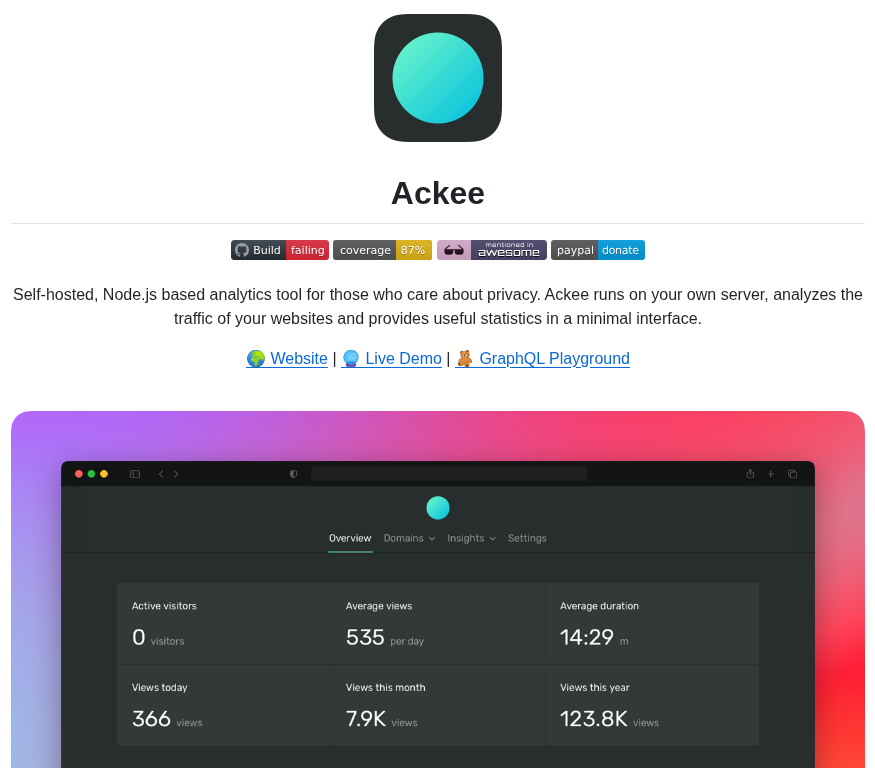 Ackee
Build failing coverage 87% mentioned in awesome paypal donate
Self-hosted, Node.js based analytics tool for those who care about privacy. Ackee runs on your own server, analyzes the
traffic of your websites and provides useful statistics in a minimal interface.
Website | Live Demo | GraphQL Playground
Overview Domains Insights Settings
Active visitors Average views Average duration
0 visitors 535 per day 14:29 m
Views today Views this month Views this year
366 views 7.9K views 123.8K views